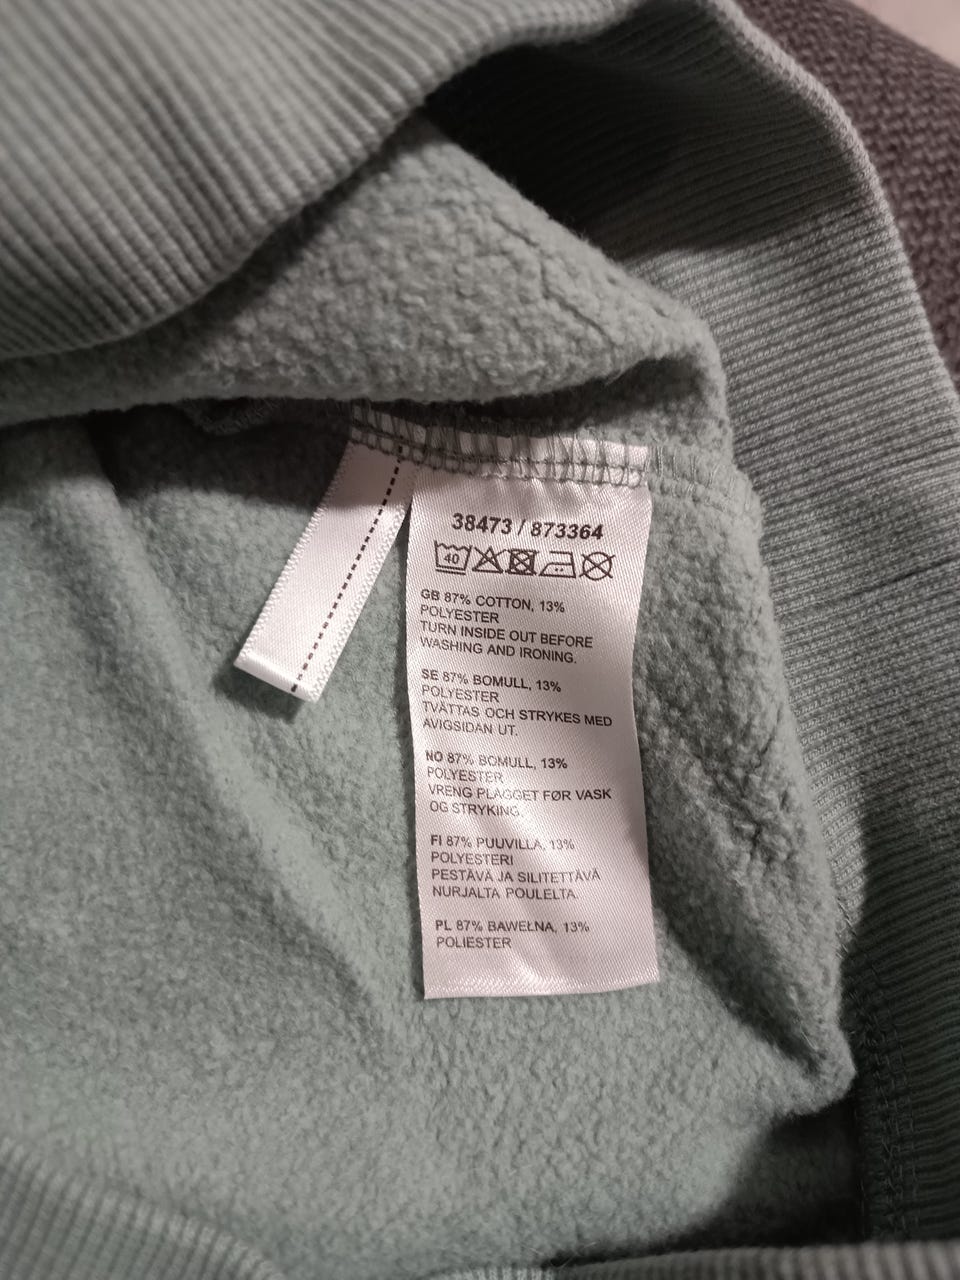 38473 / 873364
40
GB 87% COTTON, 13%
POLYESTER
TURN INSIDE OUT BEFORE
WASHING AND IRONING.
SE 87% BOMULL, 13%
POLYESTER
TVÄTTAS OCH STRYKES MED
AVIGSIDAN UT.
NO 87% BOMULL, 13%
POLYESTER
VRENG PLAGGET FØR VASK
OG STRYKING.
FI 87% PUUVILLA, 13%
POLYESTERI
PESTÄVÄ JA SILITETTÄVÄ
NURJALTA POULELTA.
PL 87% BAWEŁNA, 13%
POLIESTER